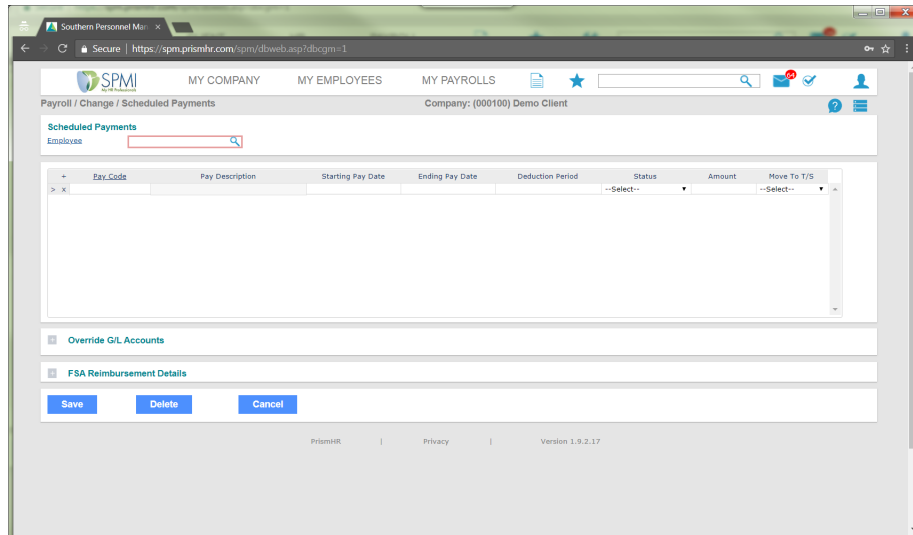 Southern Personnel Man
Secure | https://spm.prismhr.com/spm/dbweb.asp?dbcgm=1
SPMI MY COMPANY MY EMPLOYEES MY PAYROLLS 64
My HR Professionals
Payroll / Change / Scheduled Payments Company: (000100) Demo Client
Scheduled Payments
Employee
+ Pay Code Pay Description Starting Pay Date Ending Pay Date Deduction Period Status Amount Move To T/S
> x --Select-- --Select--
+ Override G/L Accounts
+ FSA Reimbursement Details
Save Delete Cancel
PrismHR | Privacy | Version 1.9.2.17